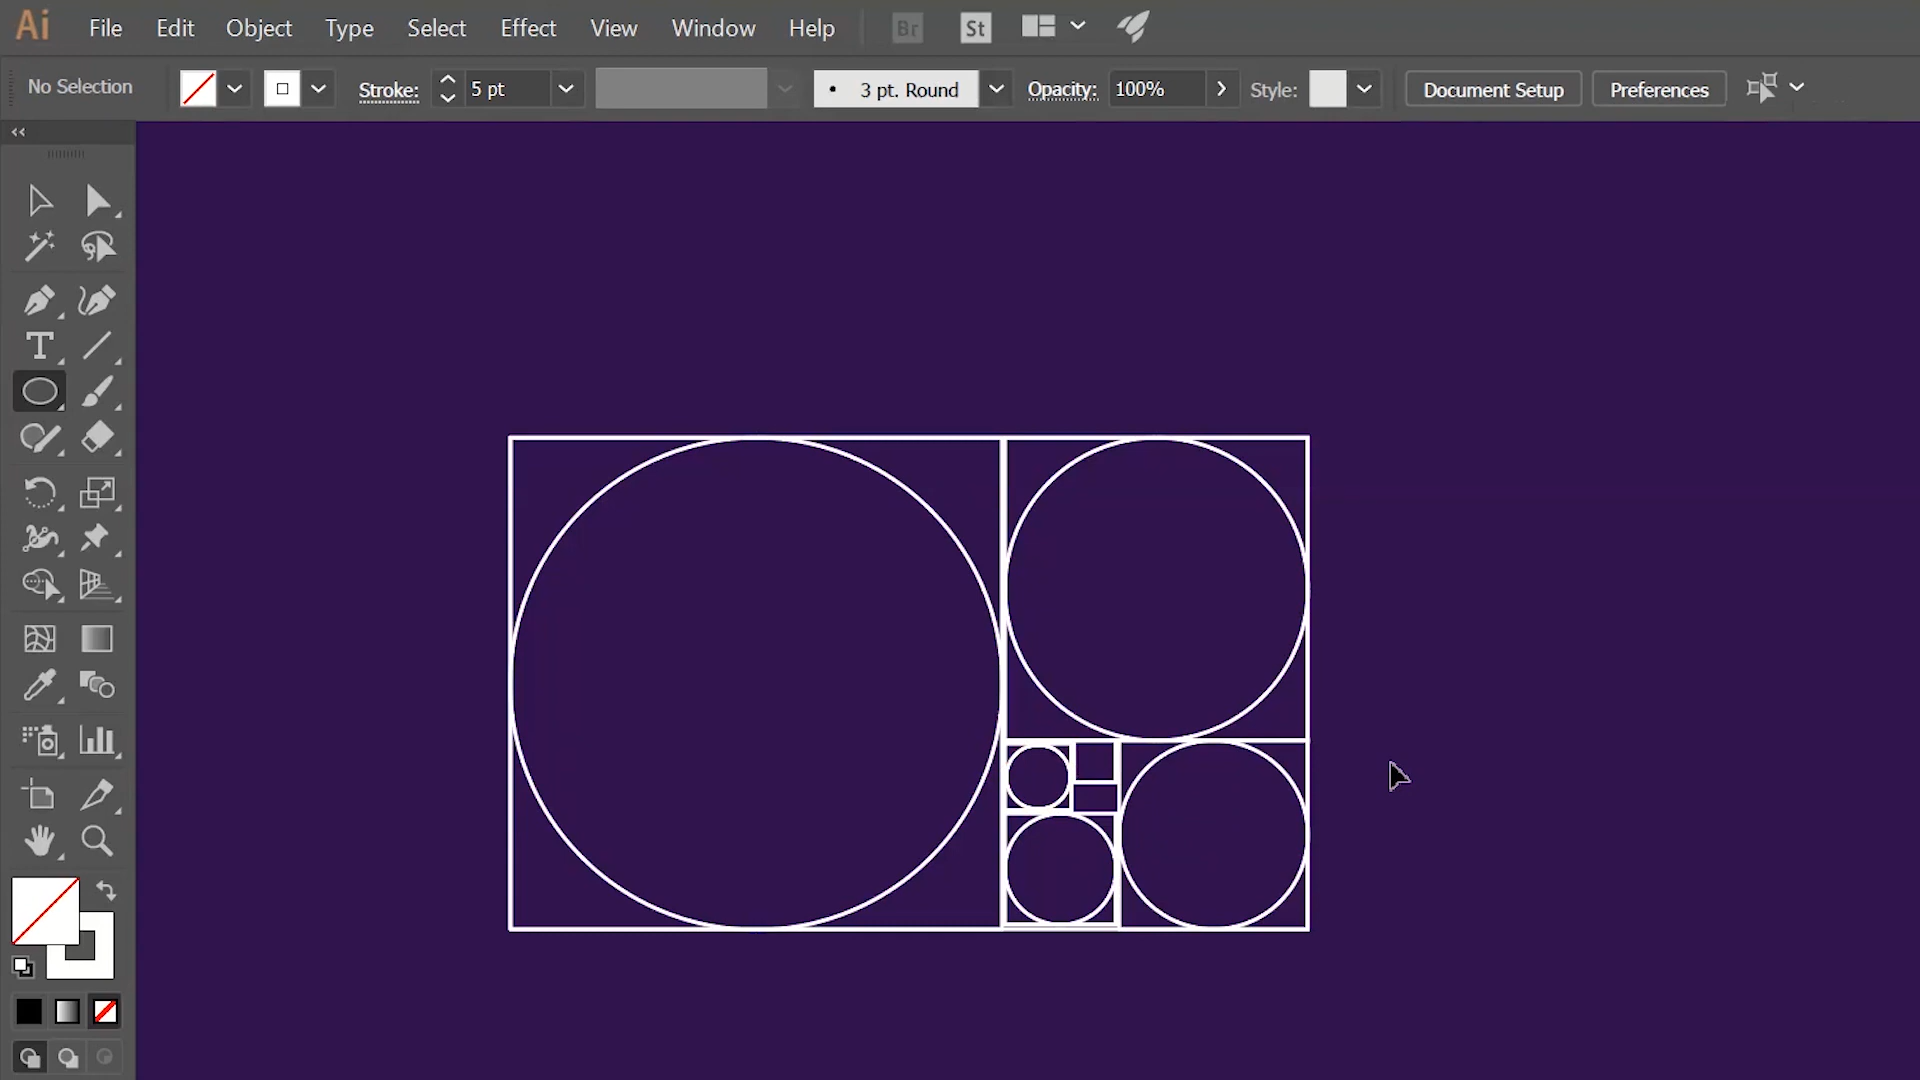 Ai File Edit Object Type Select Effect View Window Help Br St
No Selection Stroke: 5 pt 3 pt. Round Opacity: 100% Style: Document Setup Preferences